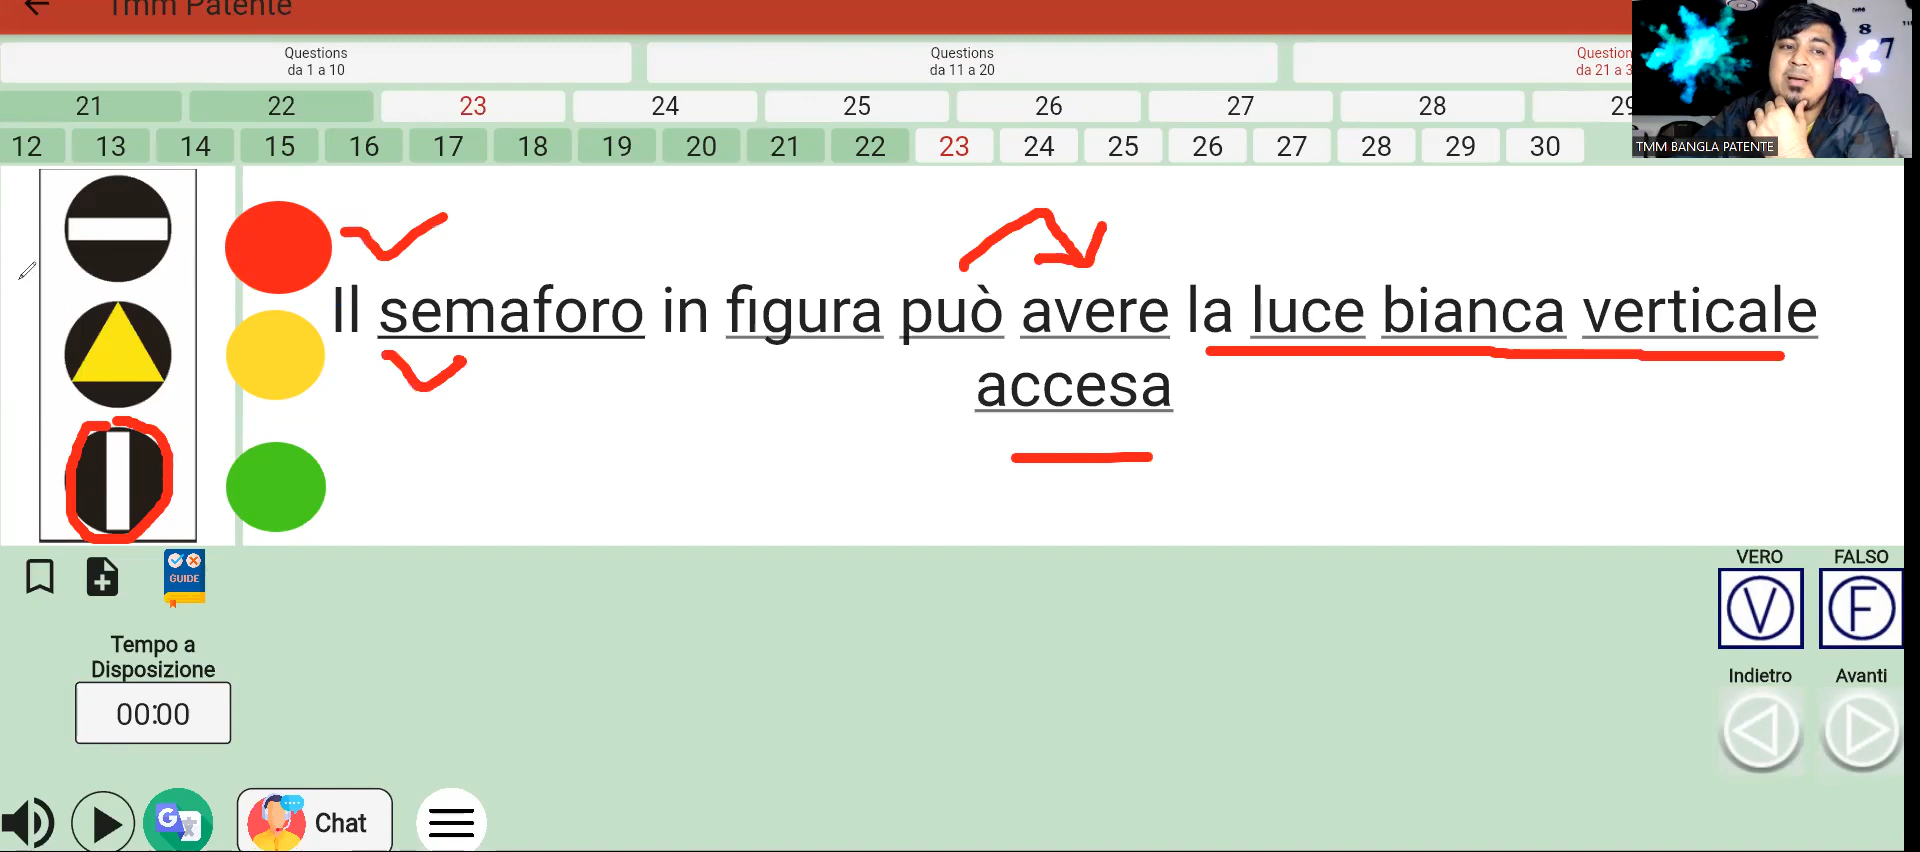 Tmm Patente
Questions
da 1 a 10
Questions
da 11 a 20
Question
da 21 a 3
8
7
21 22 23 24 25 26 27 28 29
12 13 14 15 16 17 18 19 20 21 22 23 24 25 26 27 28 29 30
TMM BANGLA PATENTE
Il semaforo in figura può avere la luce bianca verticale
accesa
GUIDE
VERO FALSO
V F
Tempo a
Disposizione
00:00
Indietro Avanti
G
Chat